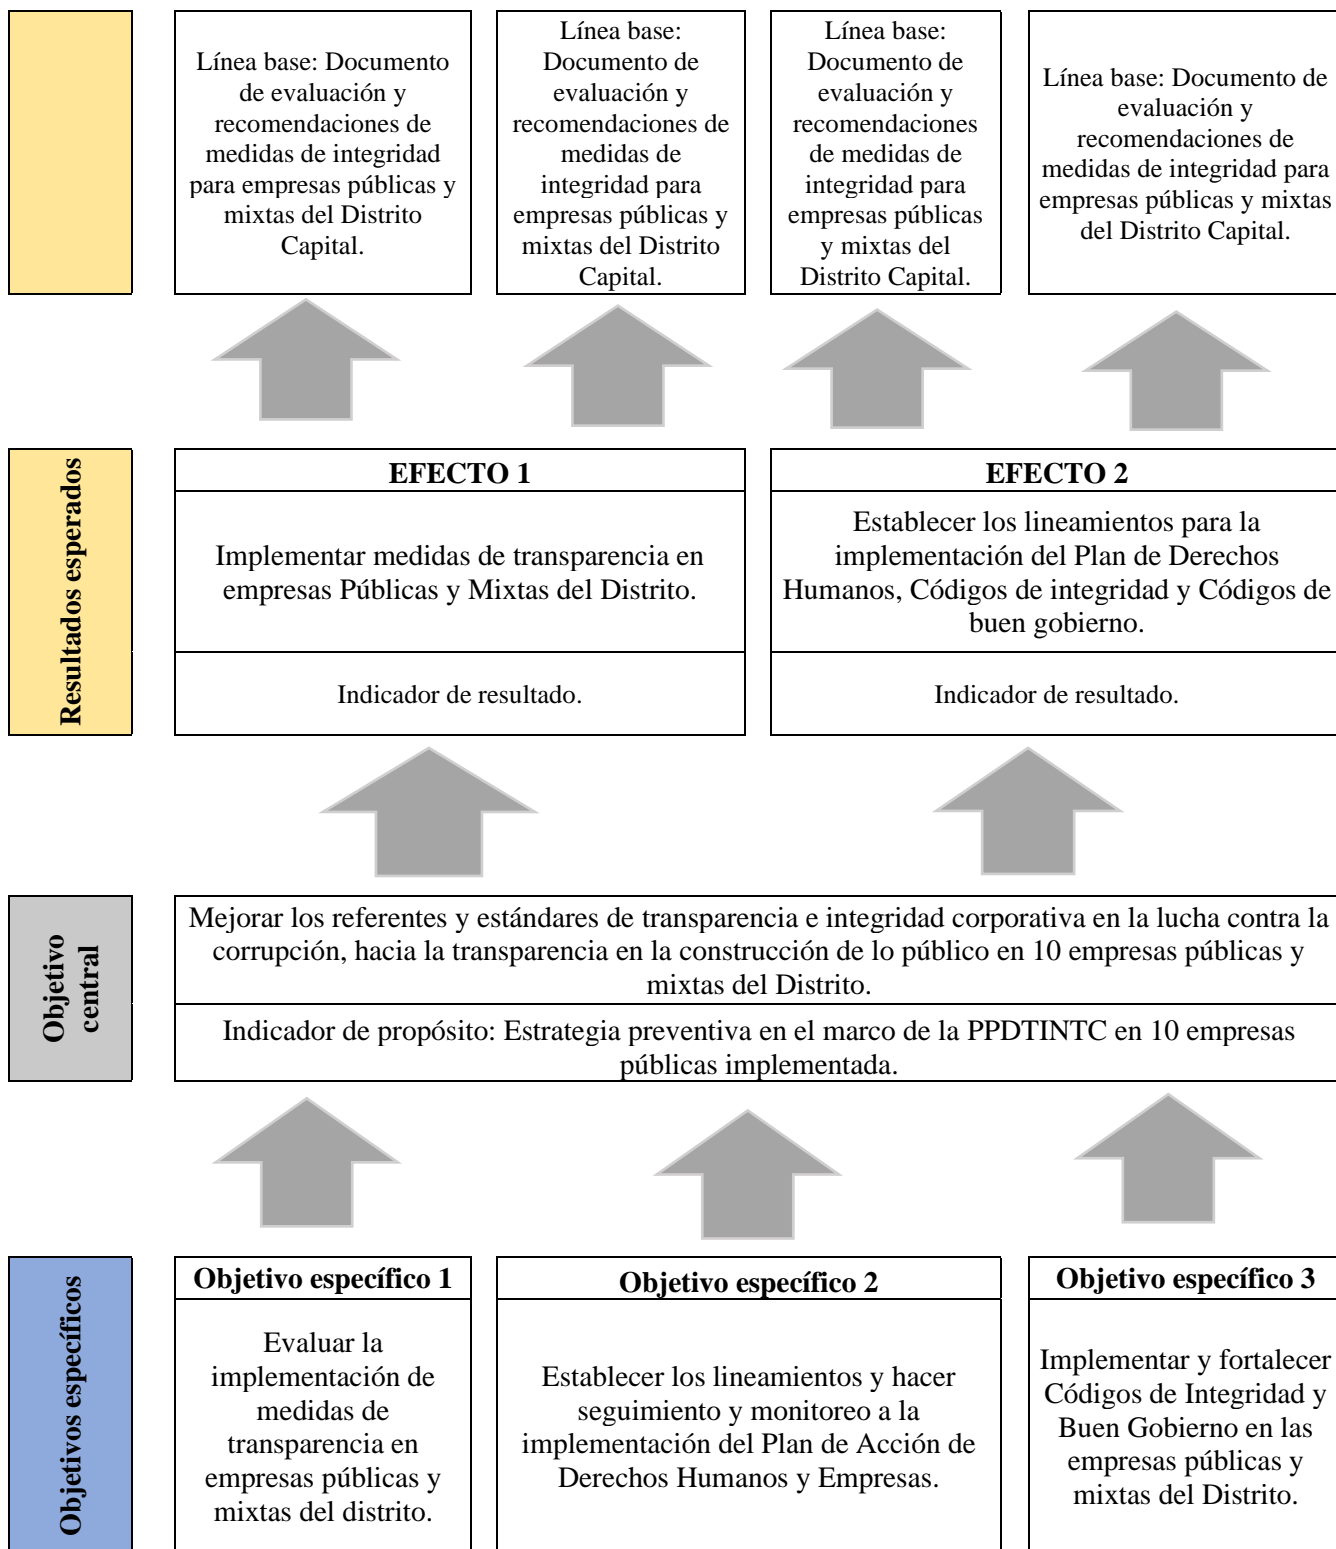 Línea base: Documento
de evaluación y
recomendaciones de
medidas de integridad
para empresas públicas y
mixtas del Distrito
Capital.
Línea base:
Documento de
evaluación y
recomendaciones de
medidas de
integridad para
empresas públicas y
mixtas del Distrito
Capital.
Línea base:
Documento de
evaluación y
recomendaciones
de medidas de
integridad para
empresas públicas
y mixtas del
Distrito Capital.
Línea base: Documento de
evaluación y
recomendaciones de
medidas de integridad para
empresas públicas y mixtas
del Distrito Capital.
Resultados esperados
EFECTO 1
Implementar medidas de transparencia en
empresas Públicas y Mixtas del Distrito.
Indicador de resultado.
EFECTO 2
Establecer los lineamientos para la
implementación del Plan de Derechos
Humanos, Códigos de integridad y Códigos de
buen gobierno.
Indicador de resultado.
Objetivo
central
Mejorar los referentes y estándares de transparencia e integridad corporativa en la lucha contra la
corrupción, hacia la transparencia en la construcción de lo público en 10 empresas públicas y
mixtas del Distrito.
Indicador de propósito: Estrategia preventiva en el marco de la PPDTINTC en 10 empresas
públicas implementada.
Objetivos específicos
Objetivo específico 1
Evaluar la
implementación de
medidas de
transparencia en
empresas públicas y
mixtas del distrito.
Objetivo específico 2
Establecer los lineamientos y hacer
seguimiento y monitoreo a la
implementación del Plan de Acción de
Derechos Humanos y Empresas.
Objetivo específico 3
Implementar y fortalecer
Códigos de Integridad y
Buen Gobierno en las
empresas públicas y
mixtas del Distrito.